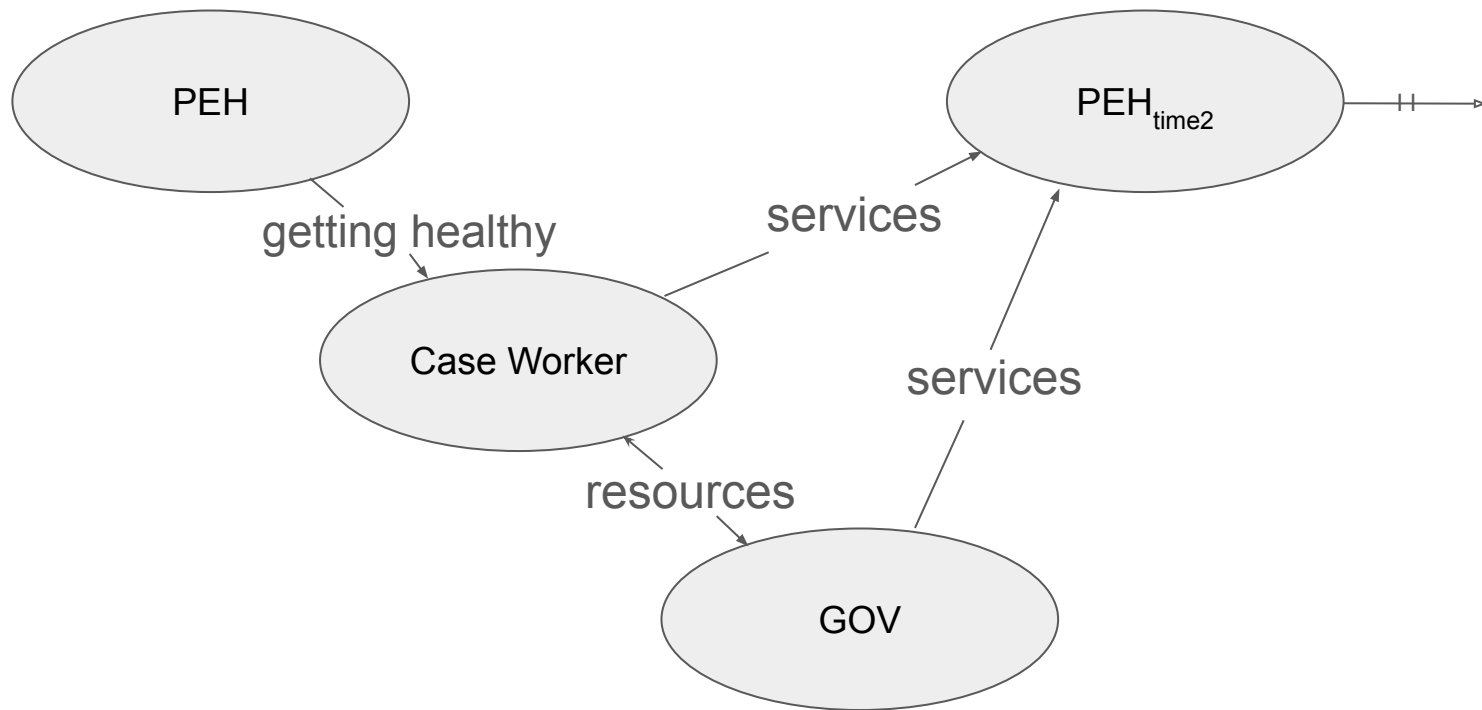 PEH
PEHtime2
services
getting healthy
Case Worker
services
resources
GOV